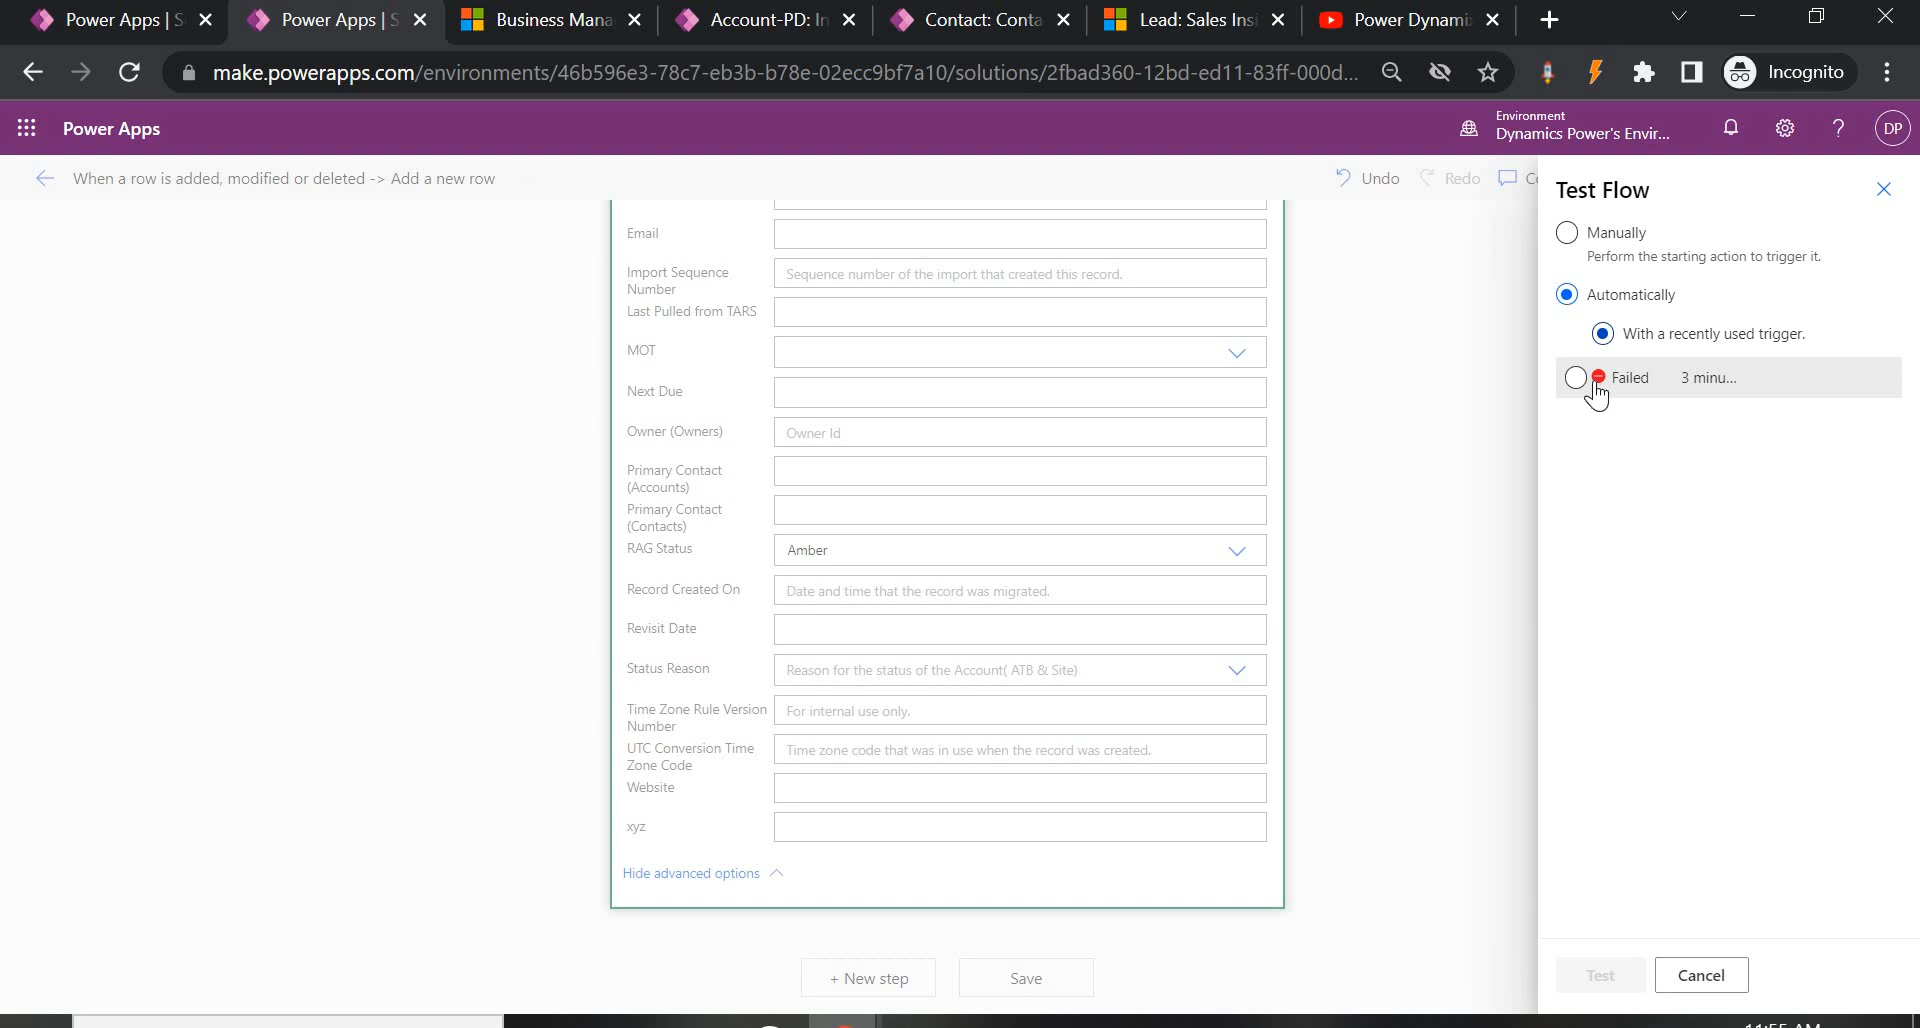 Power Apps | S
Power Apps | S
Business Mana
Account-PD: In
Contact: Conta
Lead: Sales Insi
Power Dynami
make.powerapps.com/environments/46b596e3-78c7-eb3b-b78e-02ecc9bf7a10/solutions/2fbad360-12bd-ed11-83ff-000d...
Incognito
Power Apps
Environment
Dynamics Power's Envir...
DP
When a row is added, modified or deleted -> Add a new row
Undo
Redo
Email
Import Sequence
Number
Sequence number of the import that created this record.
Last Pulled from TARS
MOT
Next Due
Owner (Owners)
Owner Id
Primary Contact
(Accounts)
Primary Contact
(Contacts)
RAG Status
Amber
Record Created On
Date and time that the record was migrated.
Revisit Date
Status Reason
Reason for the status of the Account( ATB & Site)
Time Zone Rule Version
Number
For internal use only.
UTC Conversion Time
Zone Code
Time zone code that was in use when the record was created.
Website
xyz
Hide advanced options
+ New step
Save
Test Flow
Manually
Perform the starting action to trigger it.
Automatically
With a recently used trigger.
Failed 3 minu...
Test
Cancel